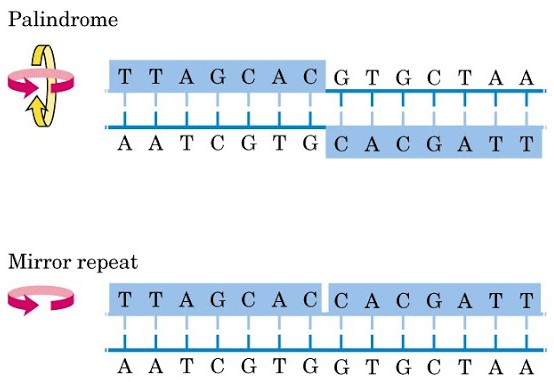 Palindrome
T T A G C A C G T G C T A A
A A T C G T G C A C G A T T
Mirror repeat
T T A G C A C C A C G A T T
A A T C G T G G T G C T A A